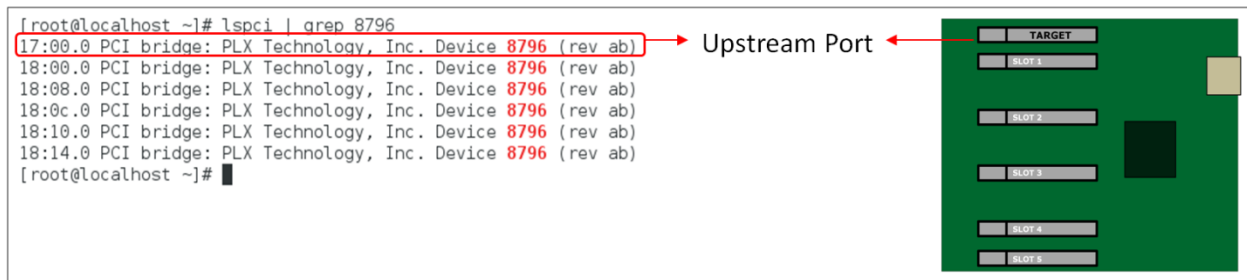 [root@localhost ~]# lspci | grep 8796
17:00.0 PCI bridge: PLX Technology, Inc. Device 8796 (rev ab)
18:00.0 PCI bridge: PLX Technology, Inc. Device 8796 (rev ab)
18:08.0 PCI bridge: PLX Technology, Inc. Device 8796 (rev ab)
18:0c.0 PCI bridge: PLX Technology, Inc. Device 8796 (rev ab)
18:10.0 PCI bridge: PLX Technology, Inc. Device 8796 (rev ab)
18:14.0 PCI bridge: PLX Technology, Inc. Device 8796 (rev ab)
[root@localhost ~]#
Upstream Port
TARGET
SLOT 1
SLOT 2
SLOT 3
SLOT 4
SLOT 5